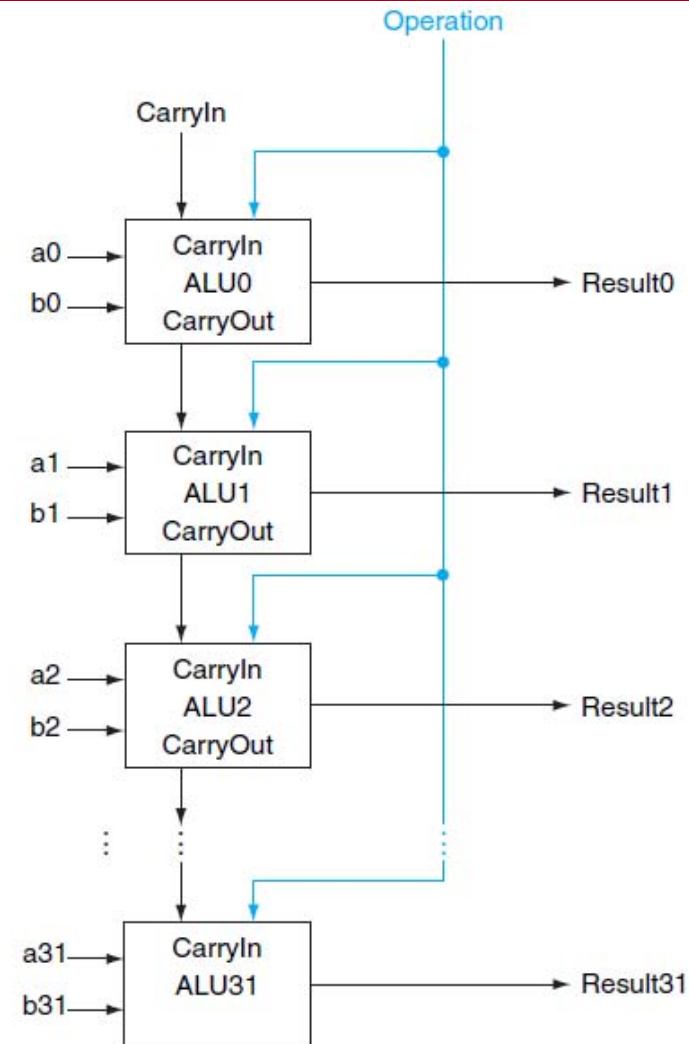 Operation
CarryIn
a0
b0
CarryIn
ALU0
CarryOut
Result0
a1
b1
CarryIn
ALU1
CarryOut
Result1
a2
b2
CarryIn
ALU2
CarryOut
Result2
a31
b31
CarryIn
ALU31
Result31